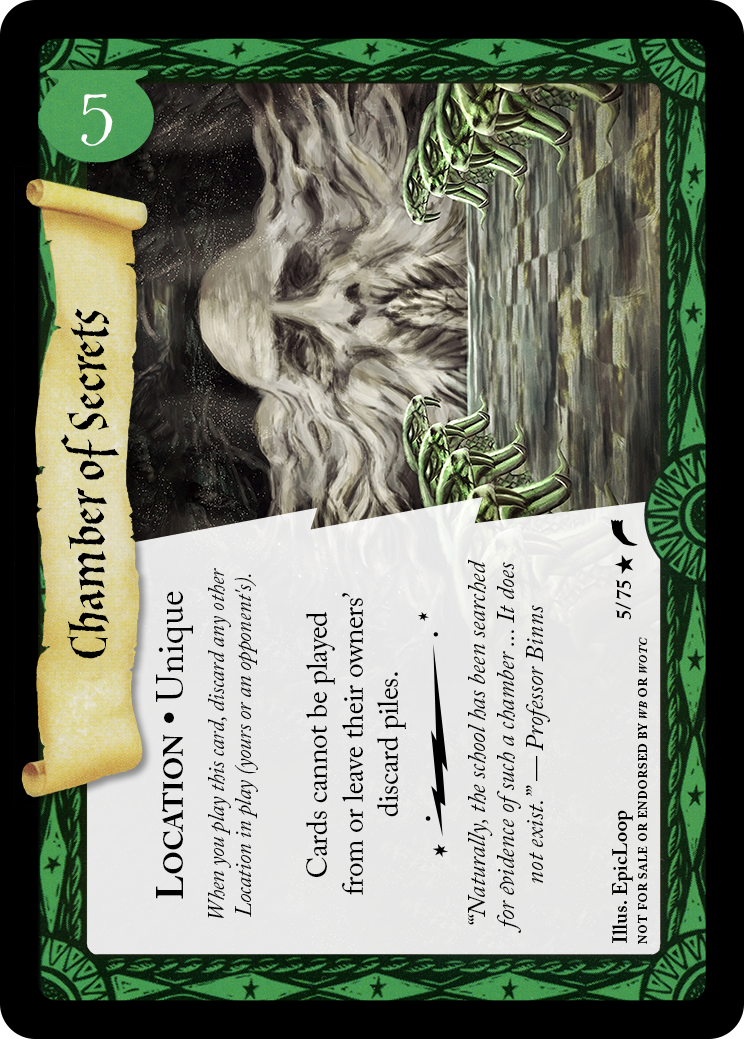 5
Chamber of Secrets
LOCATION • Unique
When you play this card, discard any other
Location in play (yours or an opponent's).
Cards cannot be played
from or leave their owners’
discard piles.
“‘Naturally, the school has been searched
for evidence of such a chamber ... It does
not exist.’” — Professor Binns
Illus. EpicLoop
NOT FOR SALE OR ENDORSED BY WB OR WOTC
5/75 ★